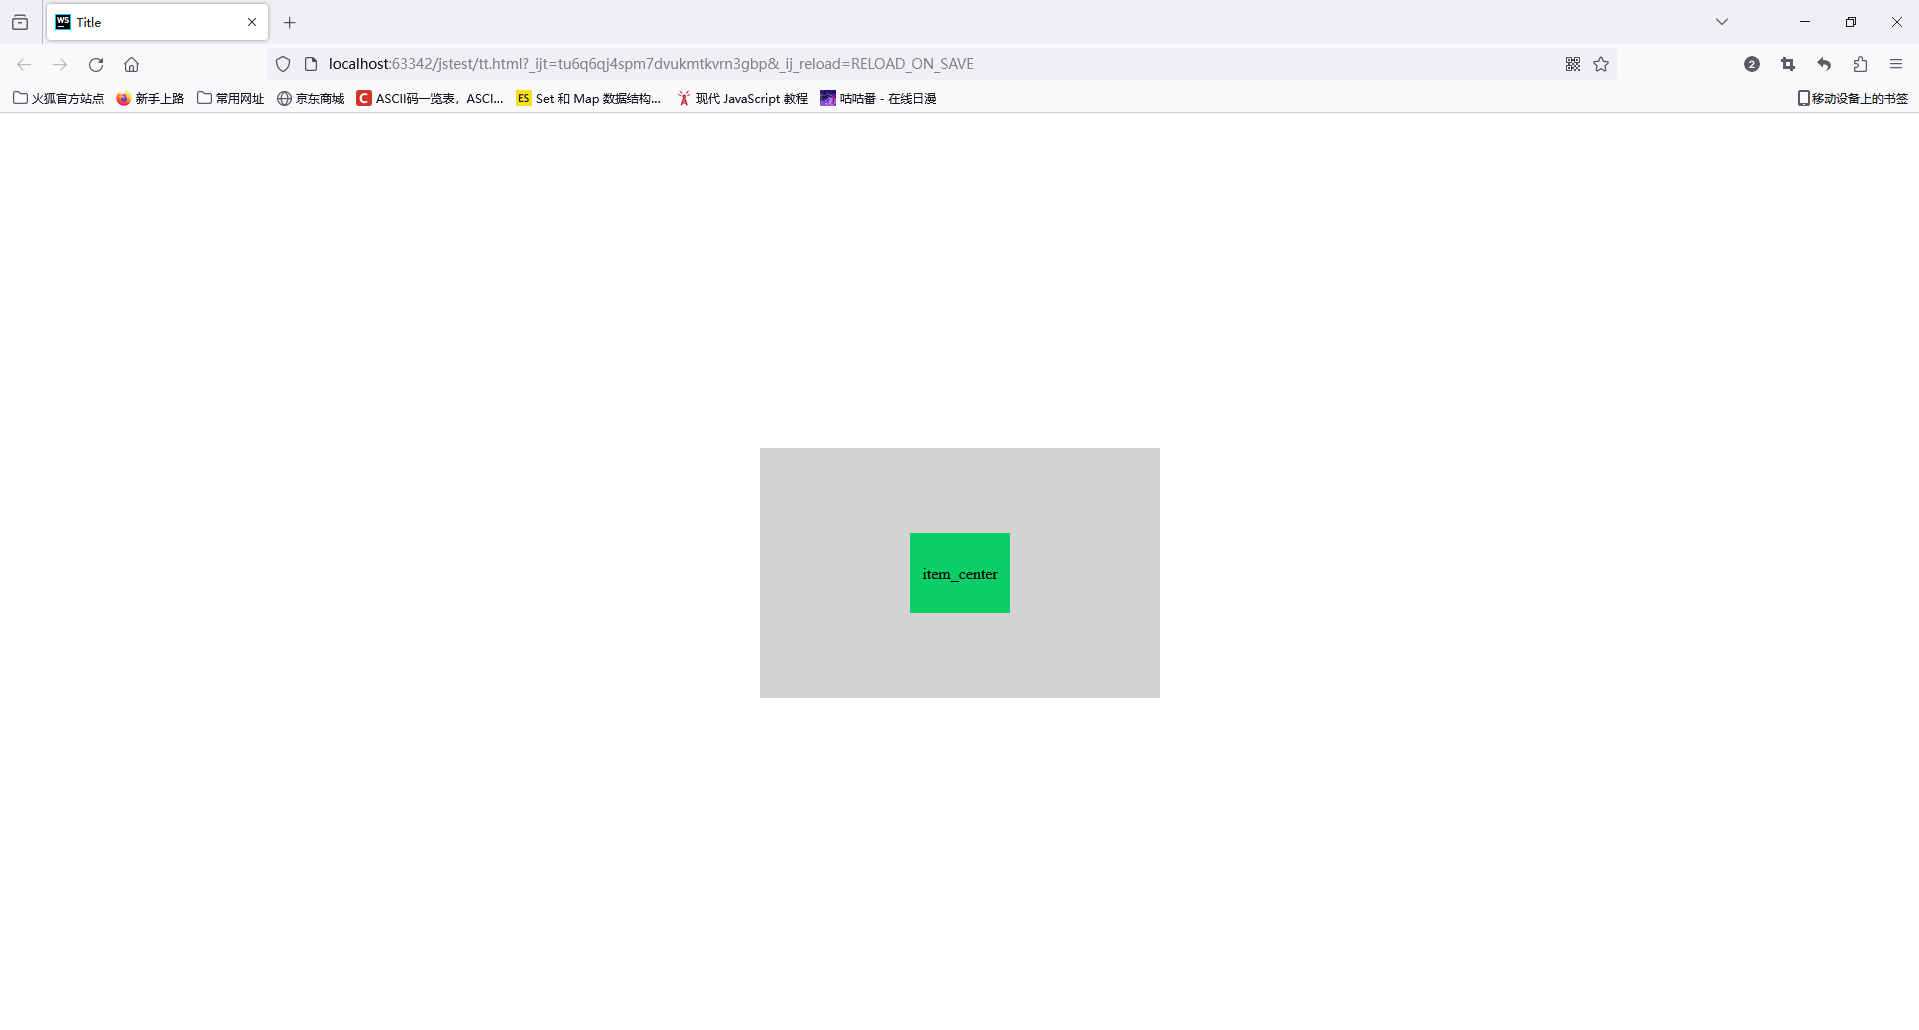 WS
Title
localhost:63342/jstest/tt.html?_ijt=tu6q6qj4spm7dvukmtkvrn3gbp&_ij_reload=RELOAD_ON_SAVE
2
火狐官方站点 新手上路 常用网址 京东商城 C ASCII码一览表，ASCI... ES Set 和 Map 数据结构... 现代 JavaScript 教程 咕咕番 - 在线日漫 移动设备上的书签
item_center